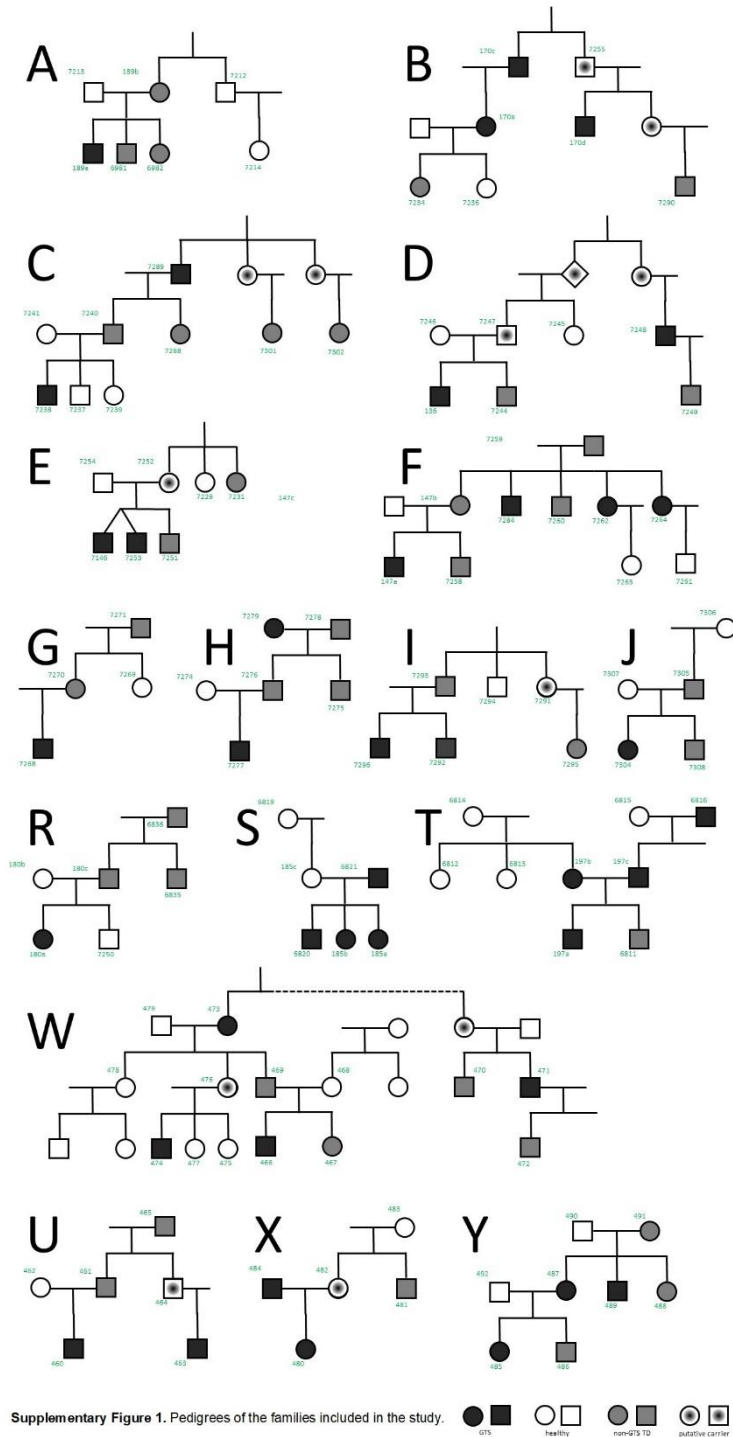 A
7213
189b
7212
189a
6981
6982
7214
B
170c
7255
170a
170d
7284
7236
7290
C
7289
7241
7240
7288
7301
7302
7238
7237
7239
D
7246
7247
7245
7248
136
7244
7249
E
7254
7252
7229
7231
147c
7146
7253
7251
F
7259
147b
7284
7260
7262
7264
147a
7258
7265
7261
G
7271
7270
7269
7268
H
7279
7278
7274
7276
7275
7277
I
7293
7294
7291
7296
7292
7295
J
7306
7307
7305
7304
7308
R
6836
180b
180c
6835
180a
7250
S
6819
185c
6821
6820
185b
185a
T
6814
6815
6816
6812
6813
197b
197c
197a
6811
W
479
473
478
476
469
468
470
471
474
477
475
466
467
472
U
465
462
461
464
460
463
X
483
484
482
481
480
Y
490
491
492
487
489
488
485
486
Supplementary Figure 1. Pedigrees of the families included in the study.
GTS
healthy
non-GTS TD
putative carrier